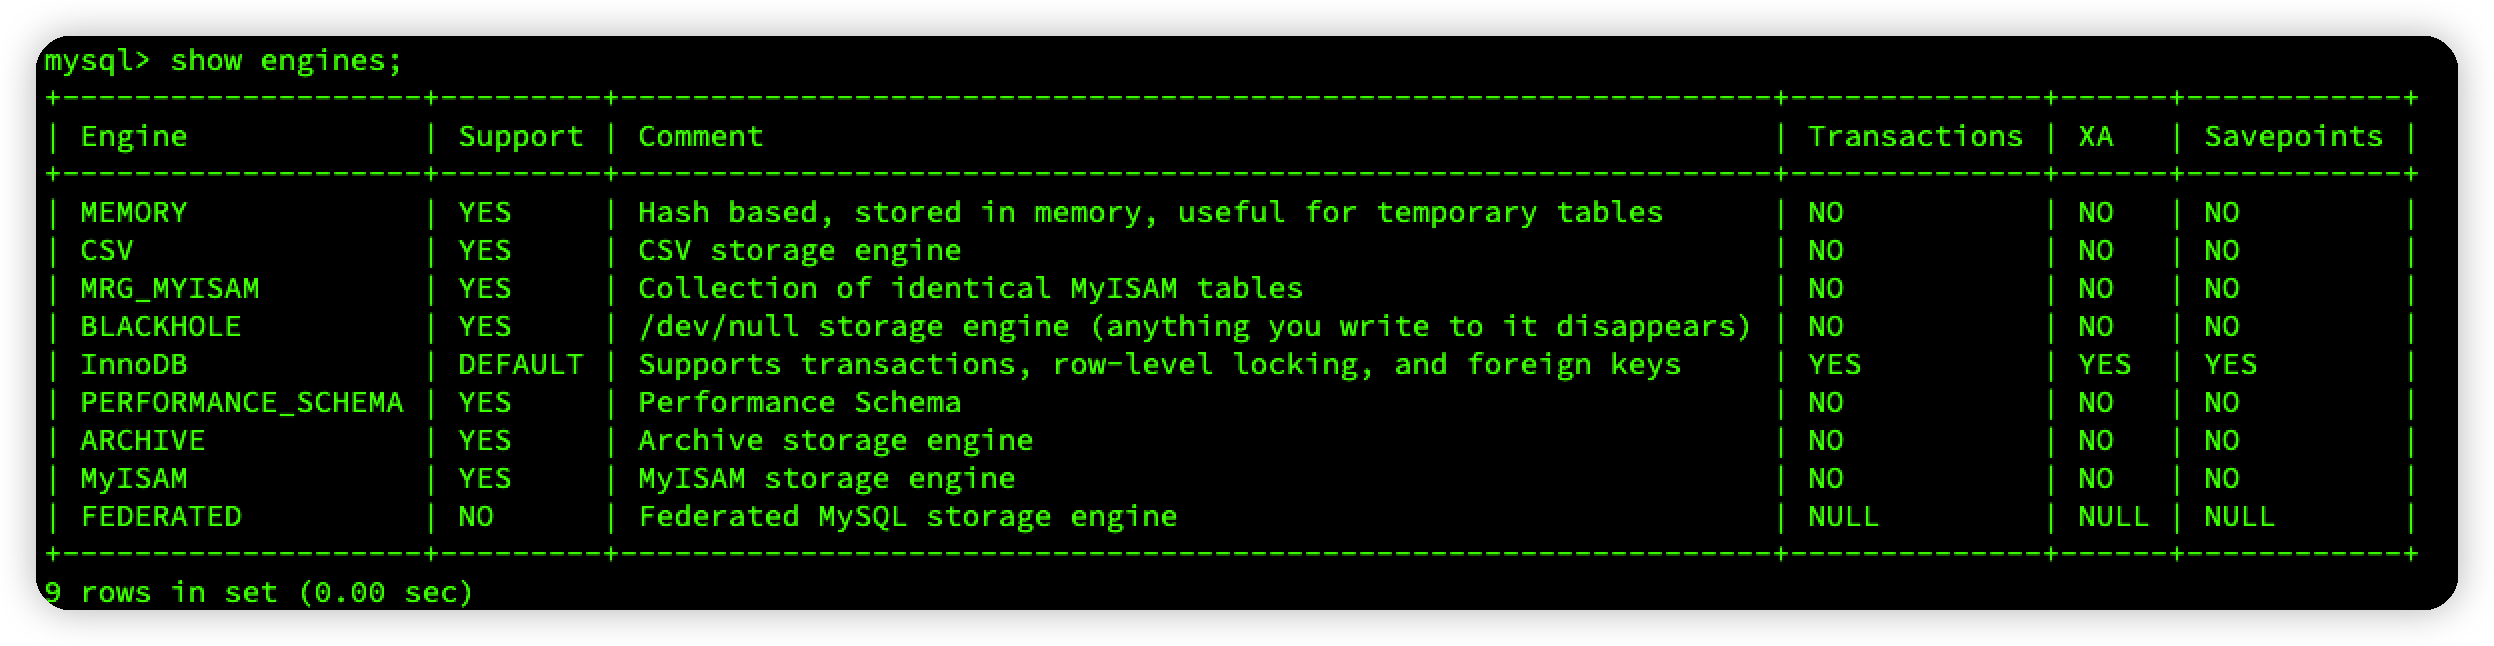 mysql> show engines;
+--------------------+---------+----------------------------------------------------------------+--------------+------+------------+
| Engine             | Support | Comment                                                        | Transactions | XA   | Savepoints |
+--------------------+---------+----------------------------------------------------------------+--------------+------+------------+
| MEMORY             | YES     | Hash based, stored in memory, useful for temporary tables      | NO           | NO   | NO         |
| CSV                | YES     | CSV storage engine                                             | NO           | NO   | NO         |
| MRG_MYISAM         | YES     | Collection of identical MyISAM tables                          | NO           | NO   | NO         |
| BLACKHOLE          | YES     | /dev/null storage engine (anything you write to it disappears) | NO           | NO   | NO         |
| InnoDB             | DEFAULT | Supports transactions, row-level locking, and foreign keys     | YES          | YES  | YES        |
| PERFORMANCE_SCHEMA | YES     | Performance Schema                                             | NO           | NO   | NO         |
| ARCHIVE            | YES     | Archive storage engine                                         | NO           | NO   | NO         |
| MyISAM             | YES     | MyISAM storage engine                                          | NO           | NO   | NO         |
| FEDERATED          | NO      | Federated MySQL storage engine                                 | NULL         | NULL | NULL       |
+--------------------+---------+----------------------------------------------------------------+--------------+------+------------+
9 rows in set (0.00 sec)